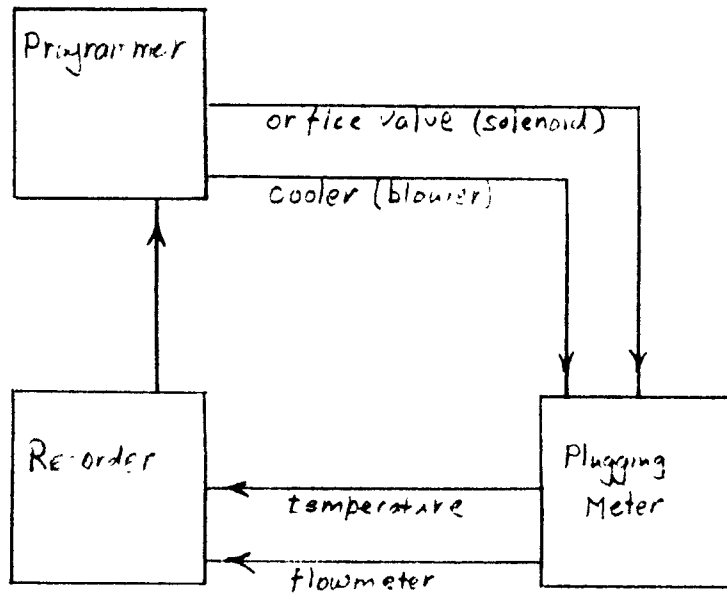 Programmer
orfice valve (solenoid)
cooler (blower)
Recorder
Plugging
Meter
temperature
flowmeter